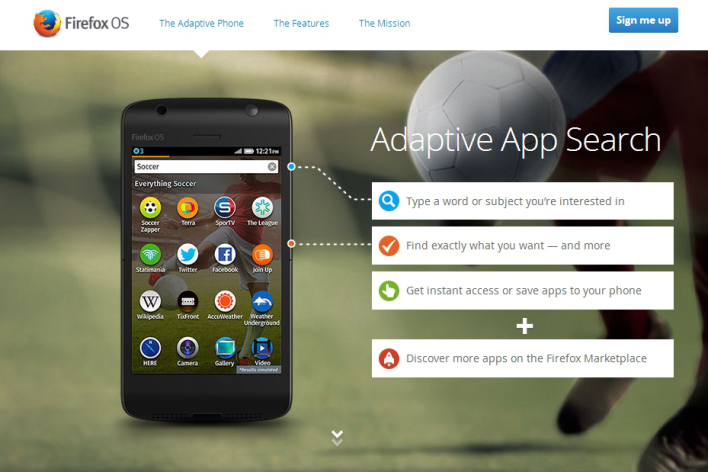 Firefox OS
The Adaptive Phone
The Features
The Mission
Sign me up
Firefox OS
3
12:21PM
Soccer
Everything Soccer
Soccer Zapper
Terra
SporTV
The League
Statimania
Twitter
Facebook
Join Up
Wikipedia
TixFront
AccuWeather
Weather Underground
HERE
Camera
Gallery
Video
*Results simulated
Adaptive App Search
Type a word or subject you're interested in
Find exactly what you want — and more
Get instant access or save apps to your phone
+
Discover more apps on the Firefox Marketplace